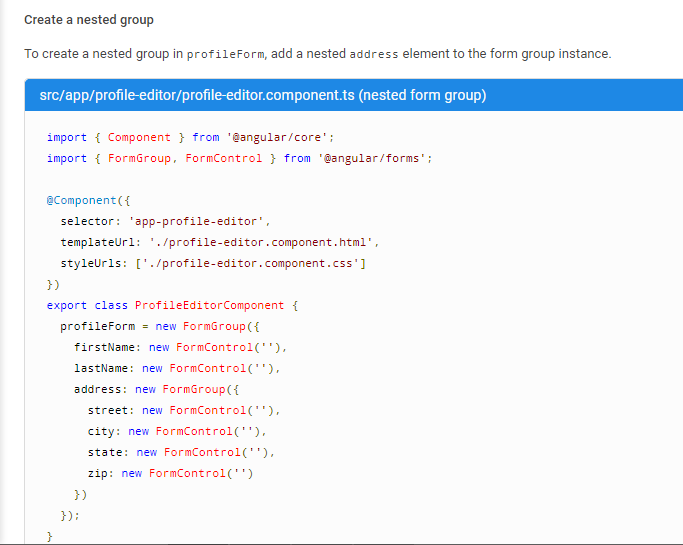 Create a nested group
To create a nested group in profileForm, add a nested address element to the form group instance.
src/app/profile-editor/profile-editor.component.ts (nested form group)
import { Component } from '@angular/core';
import { FormGroup, FormControl } from '@angular/forms';
@Component({
  selector: 'app-profile-editor',
  templateUrl: './profile-editor.component.html',
  styleUrls: ['./profile-editor.component.css']
})
export class ProfileEditorComponent {
  profileForm = new FormGroup({
    firstName: new FormControl(''),
    lastName: new FormControl(''),
    address: new FormGroup({
      street: new FormControl(''),
      city: new FormControl(''),
      state: new FormControl(''),
      zip: new FormControl('')
    })
  });
}